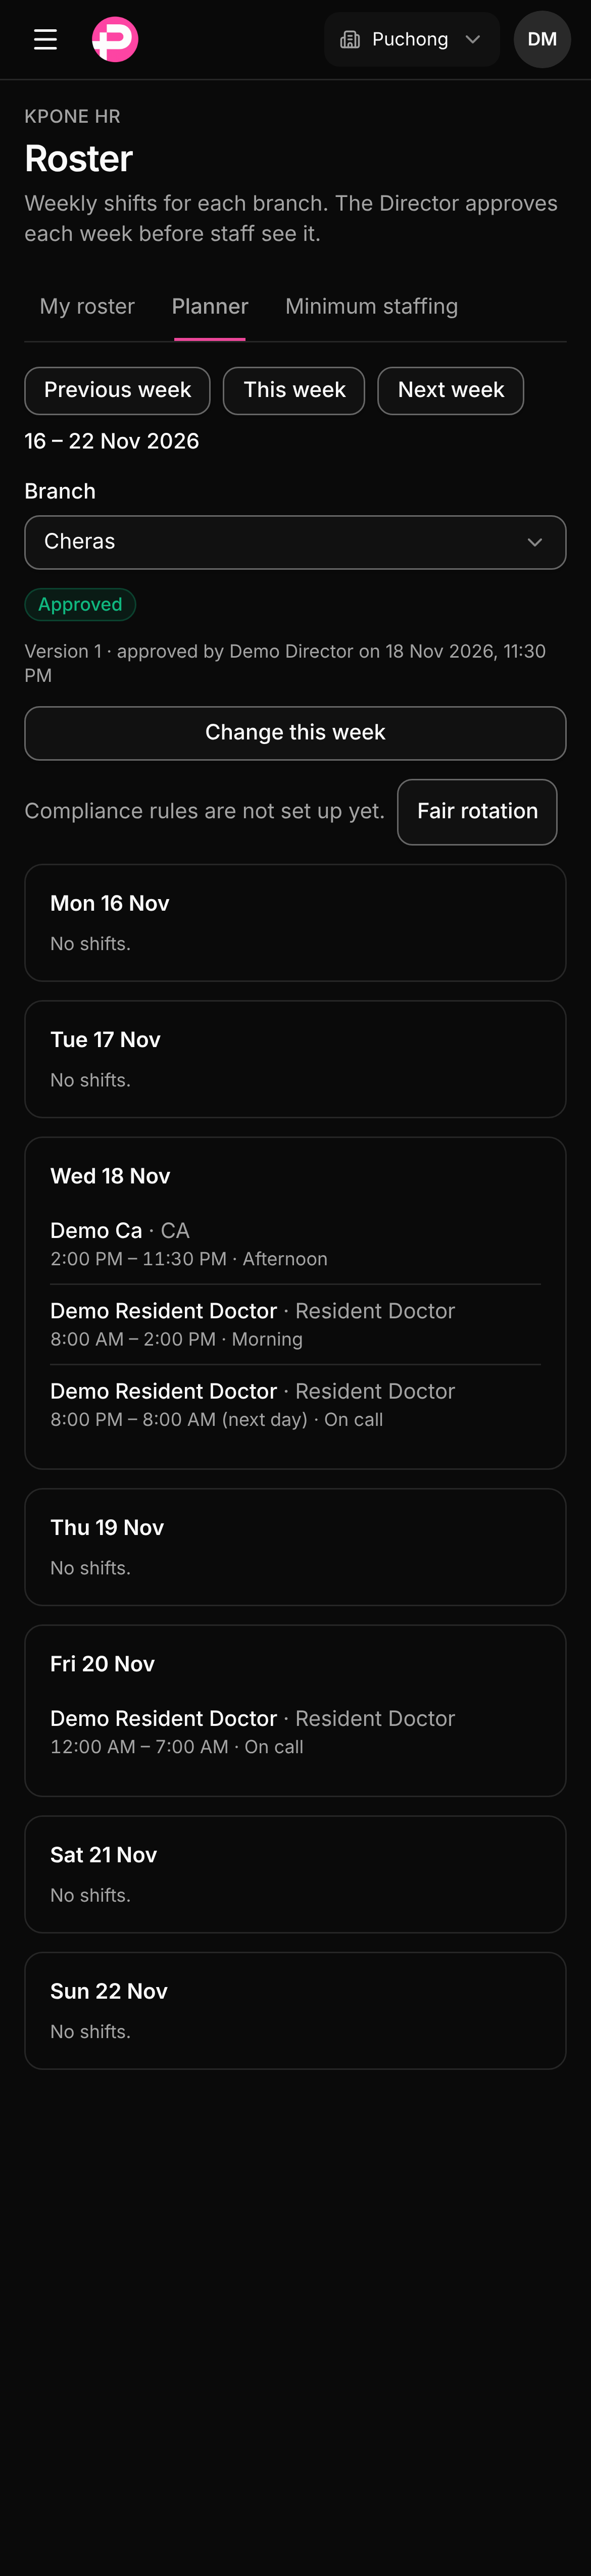 Puchong
DM
KPONE HR
Roster
Weekly shifts for each branch. The Director approves
each week before staff see it.
My roster
Planner
Minimum staffing
Previous week
This week
Next week
16 – 22 Nov 2026
Branch
Cheras
Approved
Version 1 · approved by Demo Director on 18 Nov 2026, 11:30
PM
Change this week
Compliance rules are not set up yet.
Fair rotation
Mon 16 Nov
No shifts.
Tue 17 Nov
No shifts.
Wed 18 Nov
Demo Ca · CA
2:00 PM – 11:30 PM · Afternoon
Demo Resident Doctor · Resident Doctor
8:00 AM – 2:00 PM · Morning
Demo Resident Doctor · Resident Doctor
8:00 PM – 8:00 AM (next day) · On call
Thu 19 Nov
No shifts.
Fri 20 Nov
Demo Resident Doctor · Resident Doctor
12:00 AM – 7:00 AM · On call
Sat 21 Nov
No shifts.
Sun 22 Nov
No shifts.